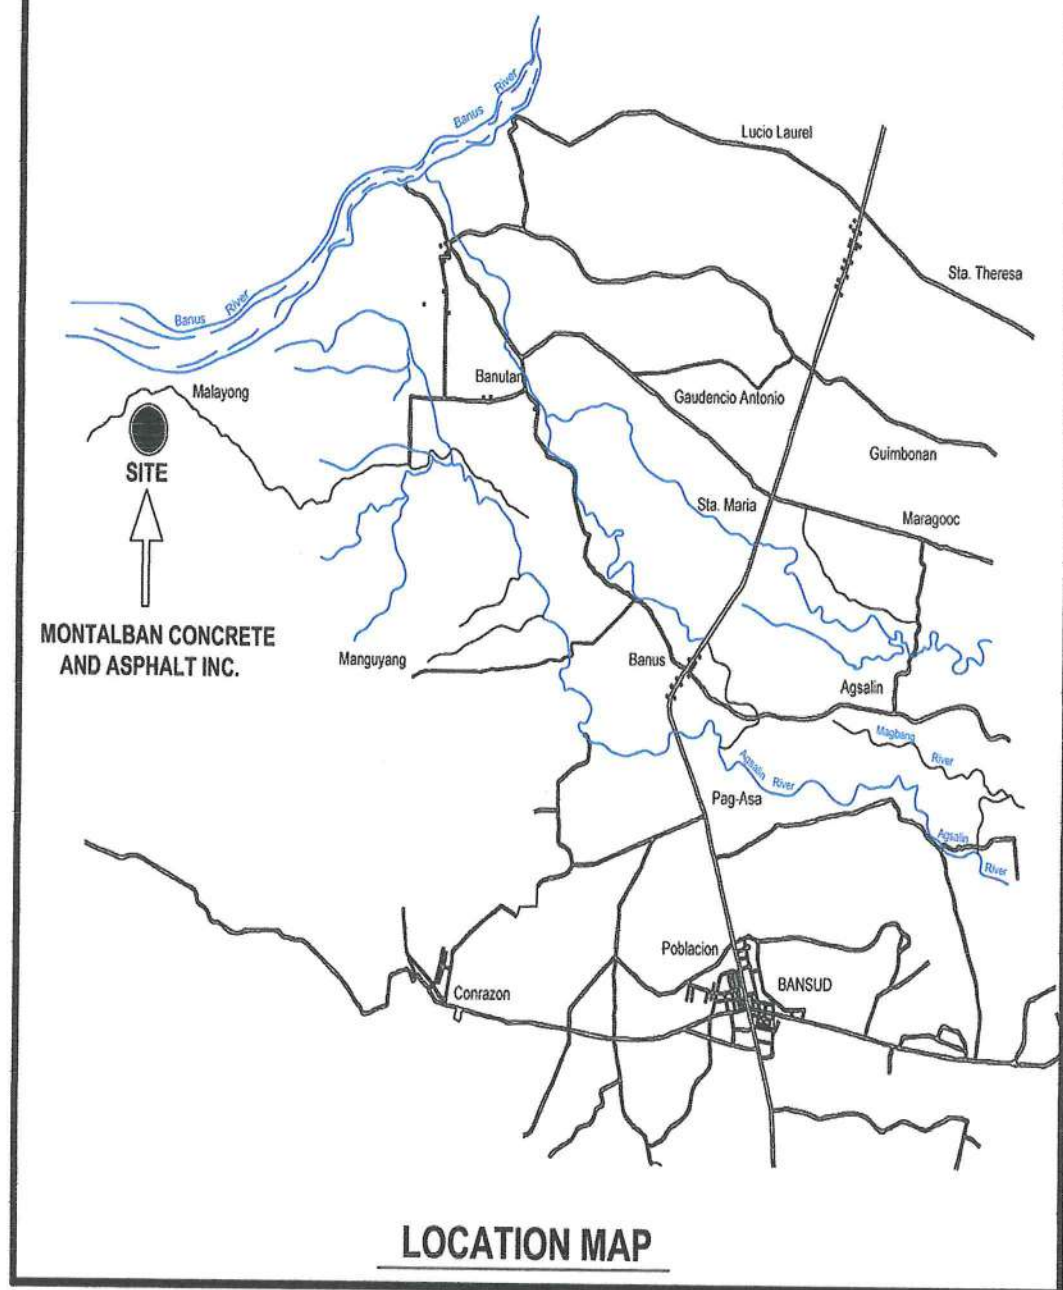 Banus River
Lucio Laurel
Sta. Theresa
Banus River
Malayong
Banutan
Gaudencio Antonio
Guimbonan
SITE
Sta. Maria
Maragooc
MONTALBAN CONCRETE
AND ASPHALT INC.
Manguyang
Banus
Agsalin
Magbang River
Agsalin River
Pag-Asa
Agsalin River
Poblacion
BANSUD
Conrazon
LOCATION MAP